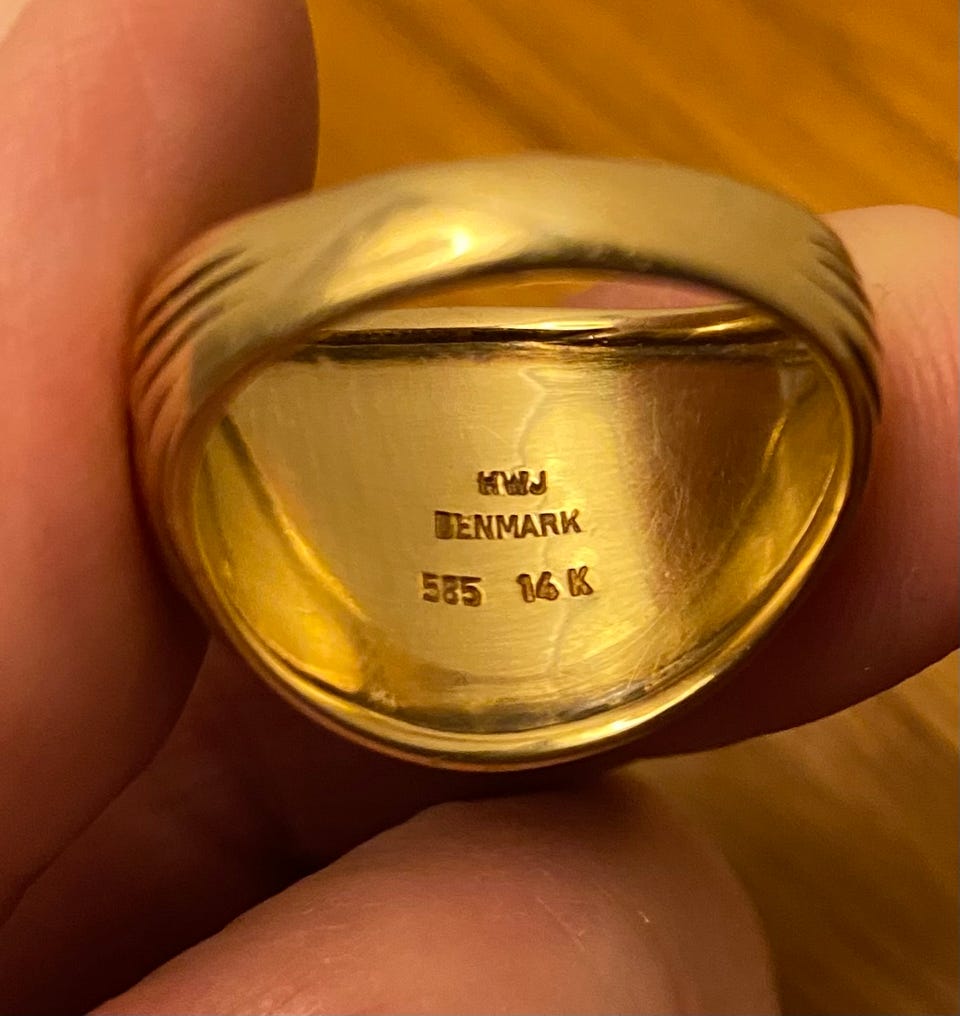 HWJ
DENMARK
585 14 K